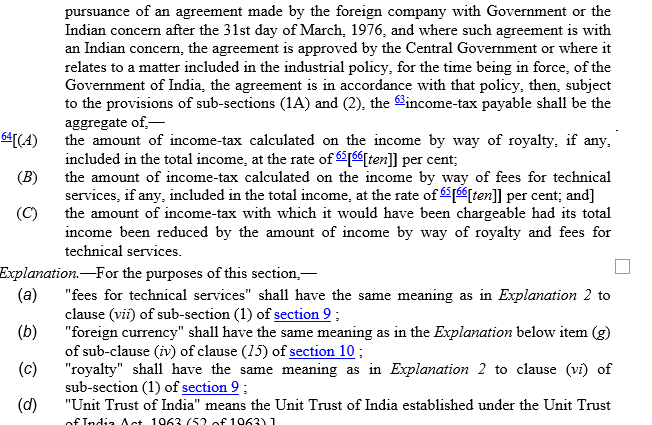 pursuance of an agreement made by the foreign company with Government or the
Indian concern after the 31st day of March, 1976, and where such agreement is with
an Indian concern, the agreement is approved by the Central Government or where it
relates to a matter included in the industrial policy, for the time being in force, of the
Government of India, the agreement is in accordance with that policy, then, subject
to the provisions of sub-sections (1A) and (2), the 63income-tax payable shall be the
aggregate of,—
64[(A) the amount of income-tax calculated on the income by way of royalty, if any,
included in the total income, at the rate of 65[66[ten]] per cent;
(B) the amount of income-tax calculated on the income by way of fees for technical
services, if any, included in the total income, at the rate of 65[66[ten]] per cent; and]
(C) the amount of income-tax with which it would have been chargeable had its total
income been reduced by the amount of income by way of royalty and fees for
technical services.
Explanation.—For the purposes of this section,—
(a) "fees for technical services" shall have the same meaning as in Explanation 2 to
clause (vii) of sub-section (1) of section 9 ;
(b) "foreign currency" shall have the same meaning as in the Explanation below item (g)
of sub-clause (iv) of clause (15) of section 10 ;
(c) "royalty" shall have the same meaning as in Explanation 2 to clause (vi) of
sub-section (1) of section 9 ;
(d) "Unit Trust of India" means the Unit Trust of India established under the Unit Trust
of India Act, 1963 (52 of 1963).]